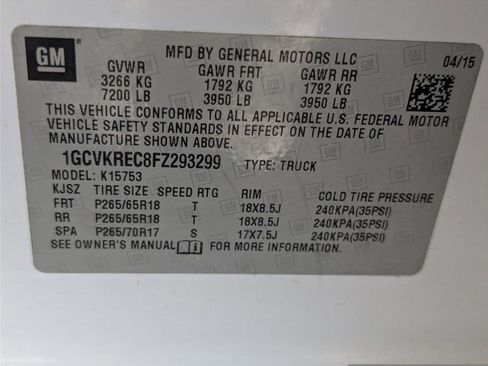 GM
MFD BY GENERAL MOTORS LLC
04/15
GVWR GAWR FRT GAWR RR
3266 KG 1792 KG 1792 KG
7200 LB 3950 LB 3950 LB
THIS VEHICLE CONFORMS TO ALL APPLICABLE U.S. FEDERAL MOTOR
VEHICLE SAFETY STANDARDS IN EFFECT ON THE DATE OF
MANUFACTURE SHOWN ABOVE.
1GCVKREC8FZ293299 TYPE: TRUCK
MODEL: K15753
KJSZ TIRE SIZE SPEED RTG RIM COLD TIRE PRESSURE
FRT P265/65R18 T 18X8.5J 240KPA(35PSI)
RR P265/65R18 T 18X8.5J 240KPA(35PSI)
SPA P265/70R17 S 17X7.5J 240KPA(35PSI)
SEE OWNER'S MANUAL FOR MORE INFORMATION.